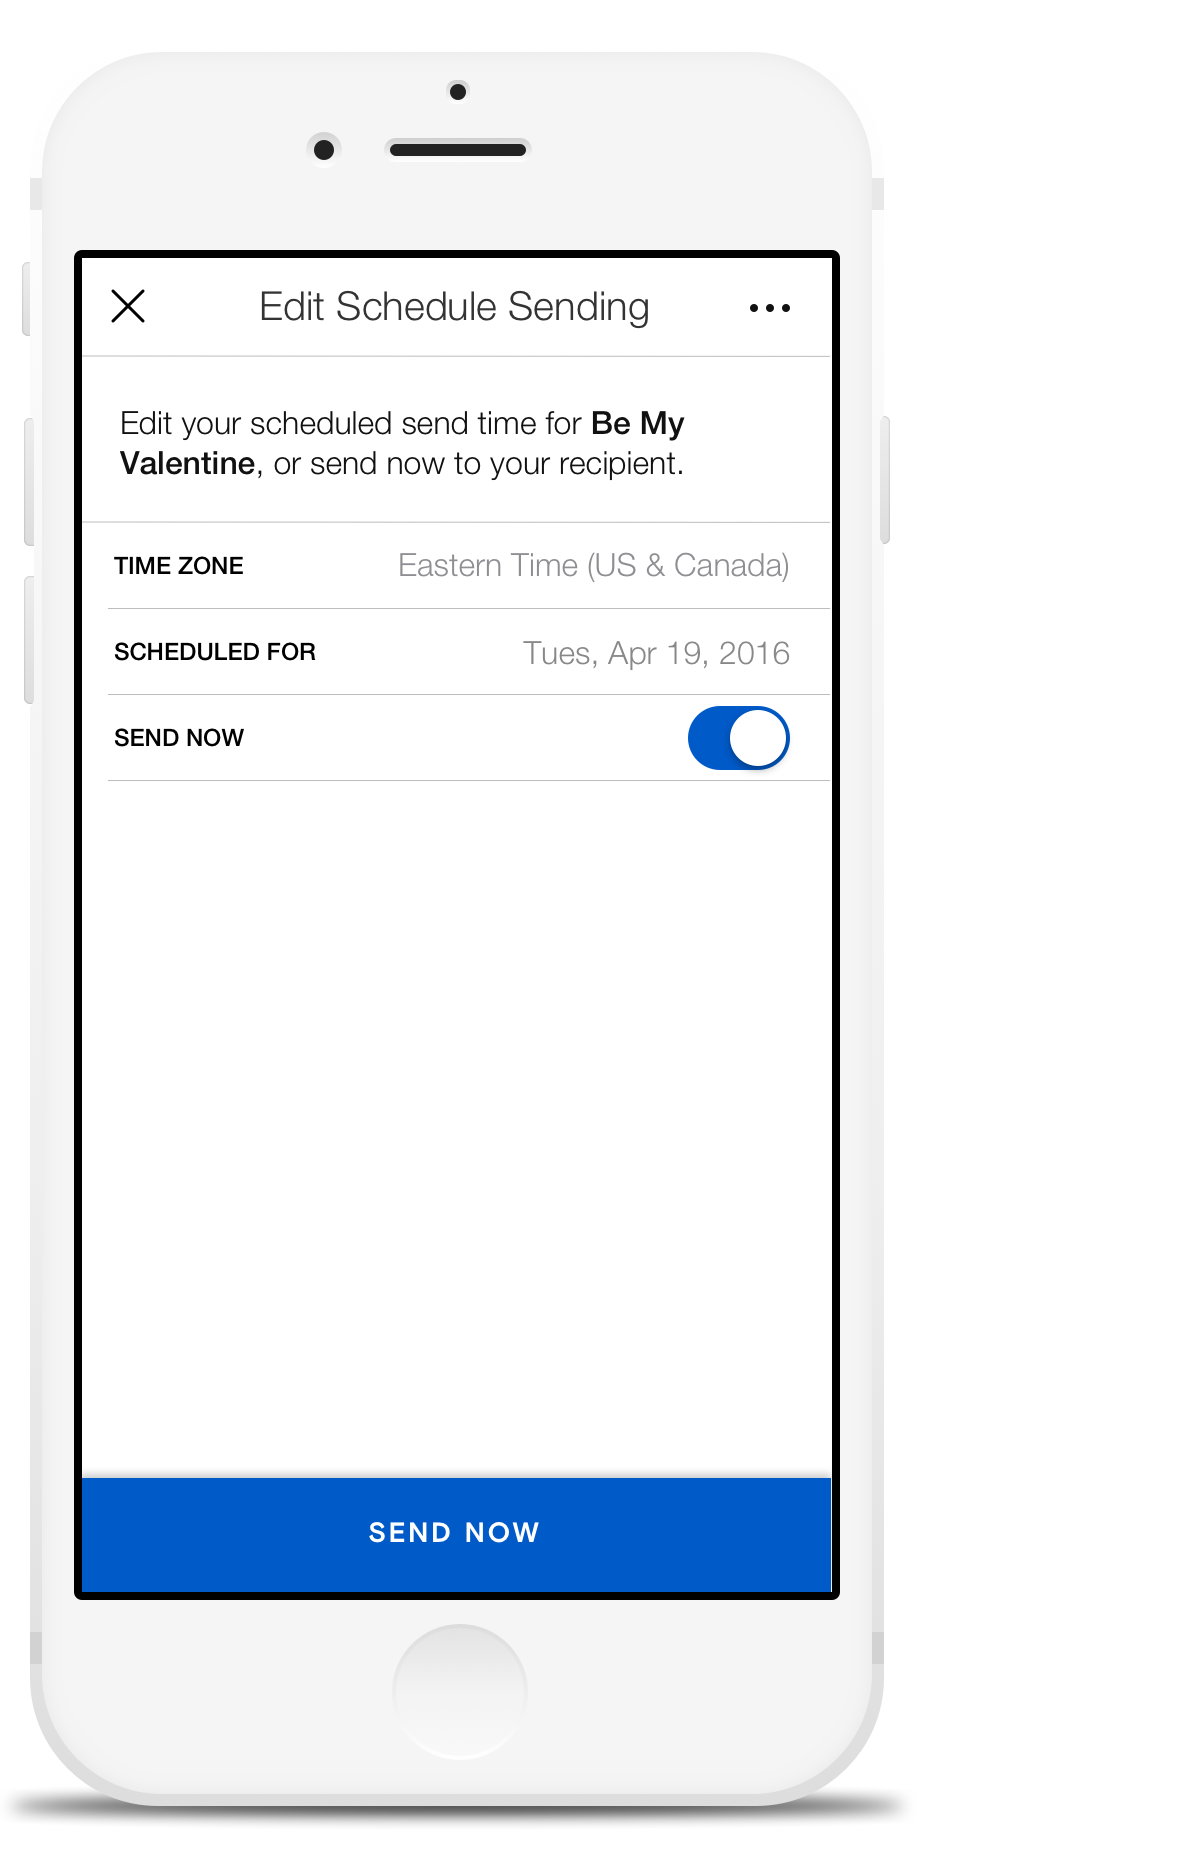 Edit Schedule Sending
Edit your scheduled send time for Be My
Valentine, or send now to your recipient.
TIME ZONE Eastern Time (US & Canada)
SCHEDULED FOR Tues, Apr 19, 2016
SEND NOW
SEND NOW